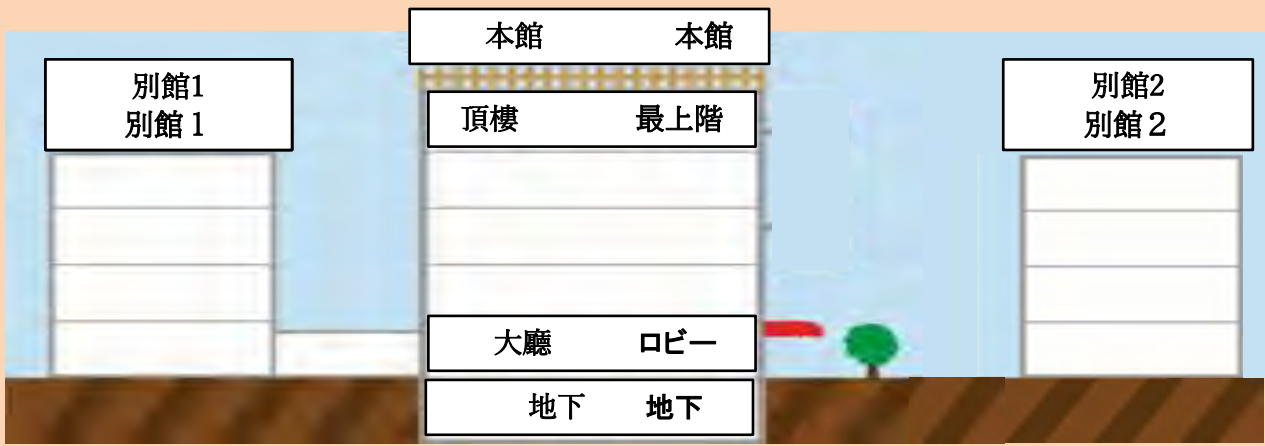 本館 本館
別館1
別館１
頂樓 最上階
別館2
別館２
大廳 ロビー
地下 地下